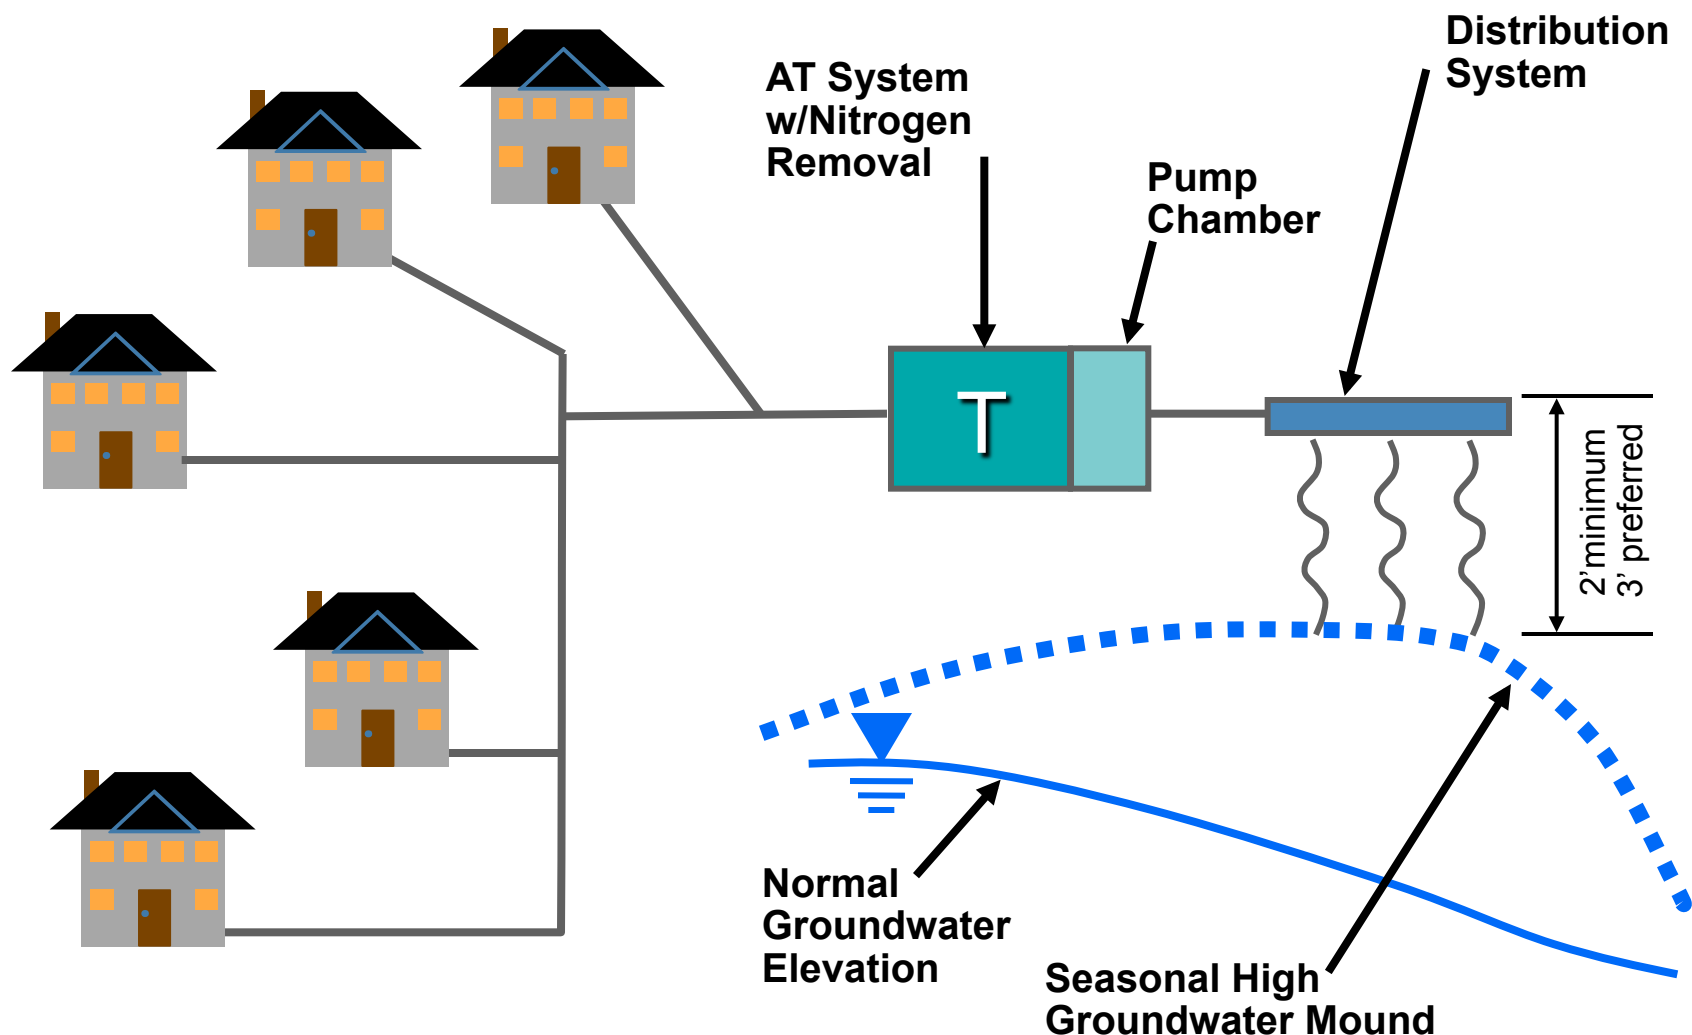 Distribution
System
AT System
w/Nitrogen
Removal
Pump
Chamber
T
2'minimum
3' preferred
Normal
Groundwater
Elevation
Seasonal High
Groundwater Mound